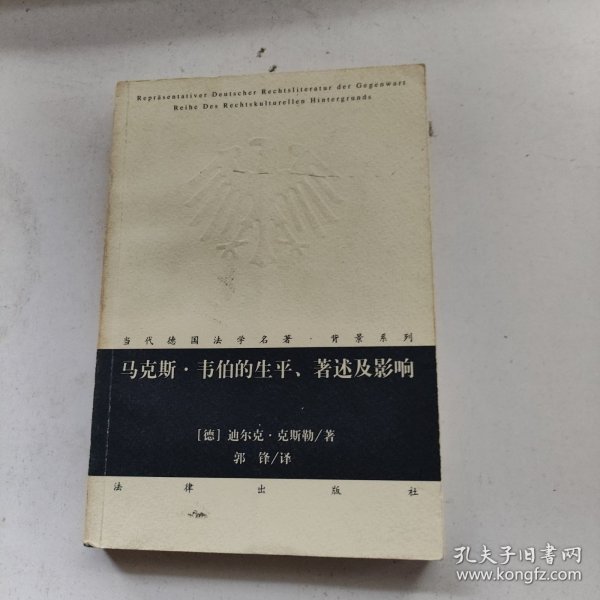 Repräsentativer Deutscher Rechtsliteratur der Gegenwart
Reihe Des Rechtskulturellen Hintergrunds
当代德国法学名著·背景系列
马克斯·韦伯的生平、著述及影响
[德] 迪尔克·克斯勒/著
郭 锋/译
法律出版社
孔夫子旧书网
www.kongfz.com